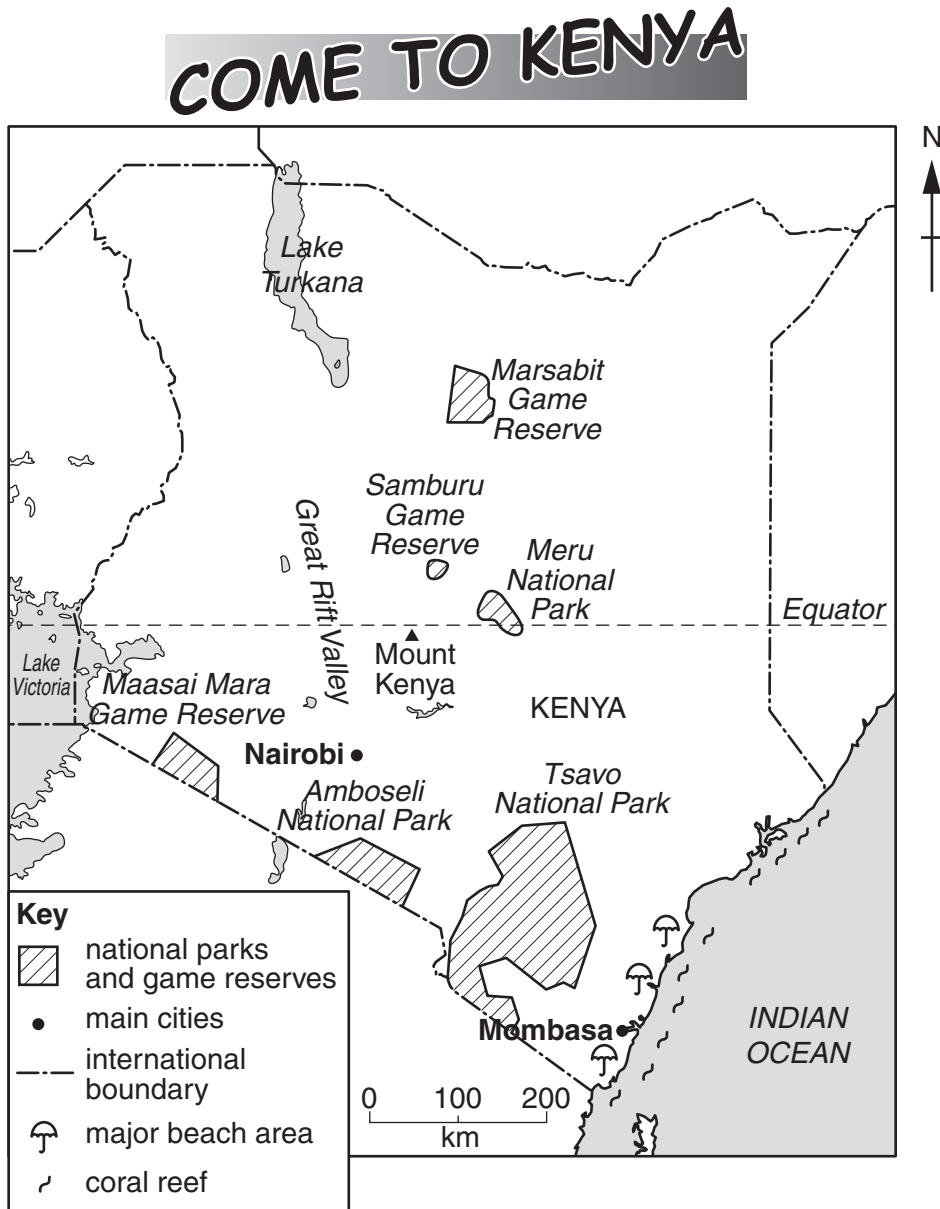 COME TO KENYA
N
Lake
Turkana
Marsabit
Game
Reserve
Samburu
Game
Reserve
Great Rift Valley
Meru
National
Park
Equator
Lake
Victoria
Mount
Kenya
Maasai Mara
Game Reserve
KENYA
Nairobi
Amboseli
National Park
Tsavo
National Park
Mombasa
INDIAN
OCEAN
Key
national parks
and game reserves
main cities
international
boundary
major beach area
coral reef
0 100 200
km